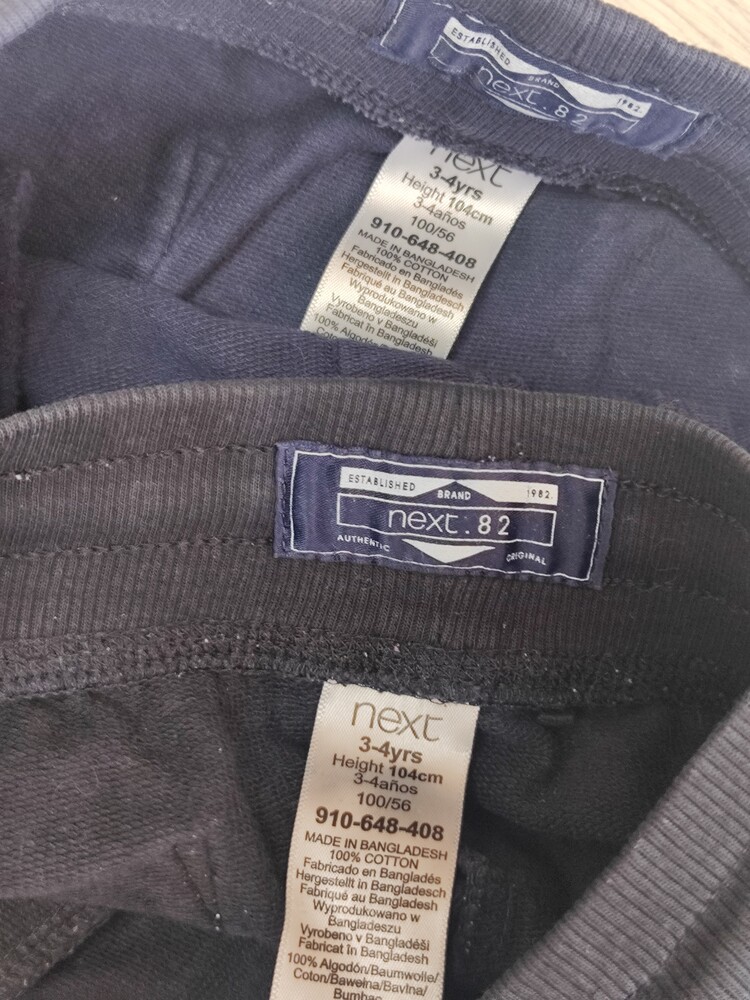 ESTABLISHED
BRAND
1982.
next.82
next
3-4yrs
Height 104cm
3-4años
100/56
910-648-408
MADE IN BANGLADESH
100% COTTON
Fabricado en Bangladés
Hergestellt in Bangladesch
Fabriqué au Bangladesh
Wyprodukowano w
Bangladeszu
Vyrobeno v Bangladéši
Fabricat în Bangladesh
ESTABLISHED
BRAND
1982.
next.82
AUTHENTIC
ORIGINAL
next
3-4yrs
Height 104cm
3-4años
100/56
910-648-408
MADE IN BANGLADESH
100% COTTON
Fabricado en Bangladés
Hergestellt in Bangladesch
Fabriqué au Bangladesh
Wyprodukowano w
Bangladeszu
Vyrobeno v Bangladéši
Fabricat în Bangladesh
100% Algodón/Baumwolle/
Coton/Bawełna/Bavlna/
Bumbac